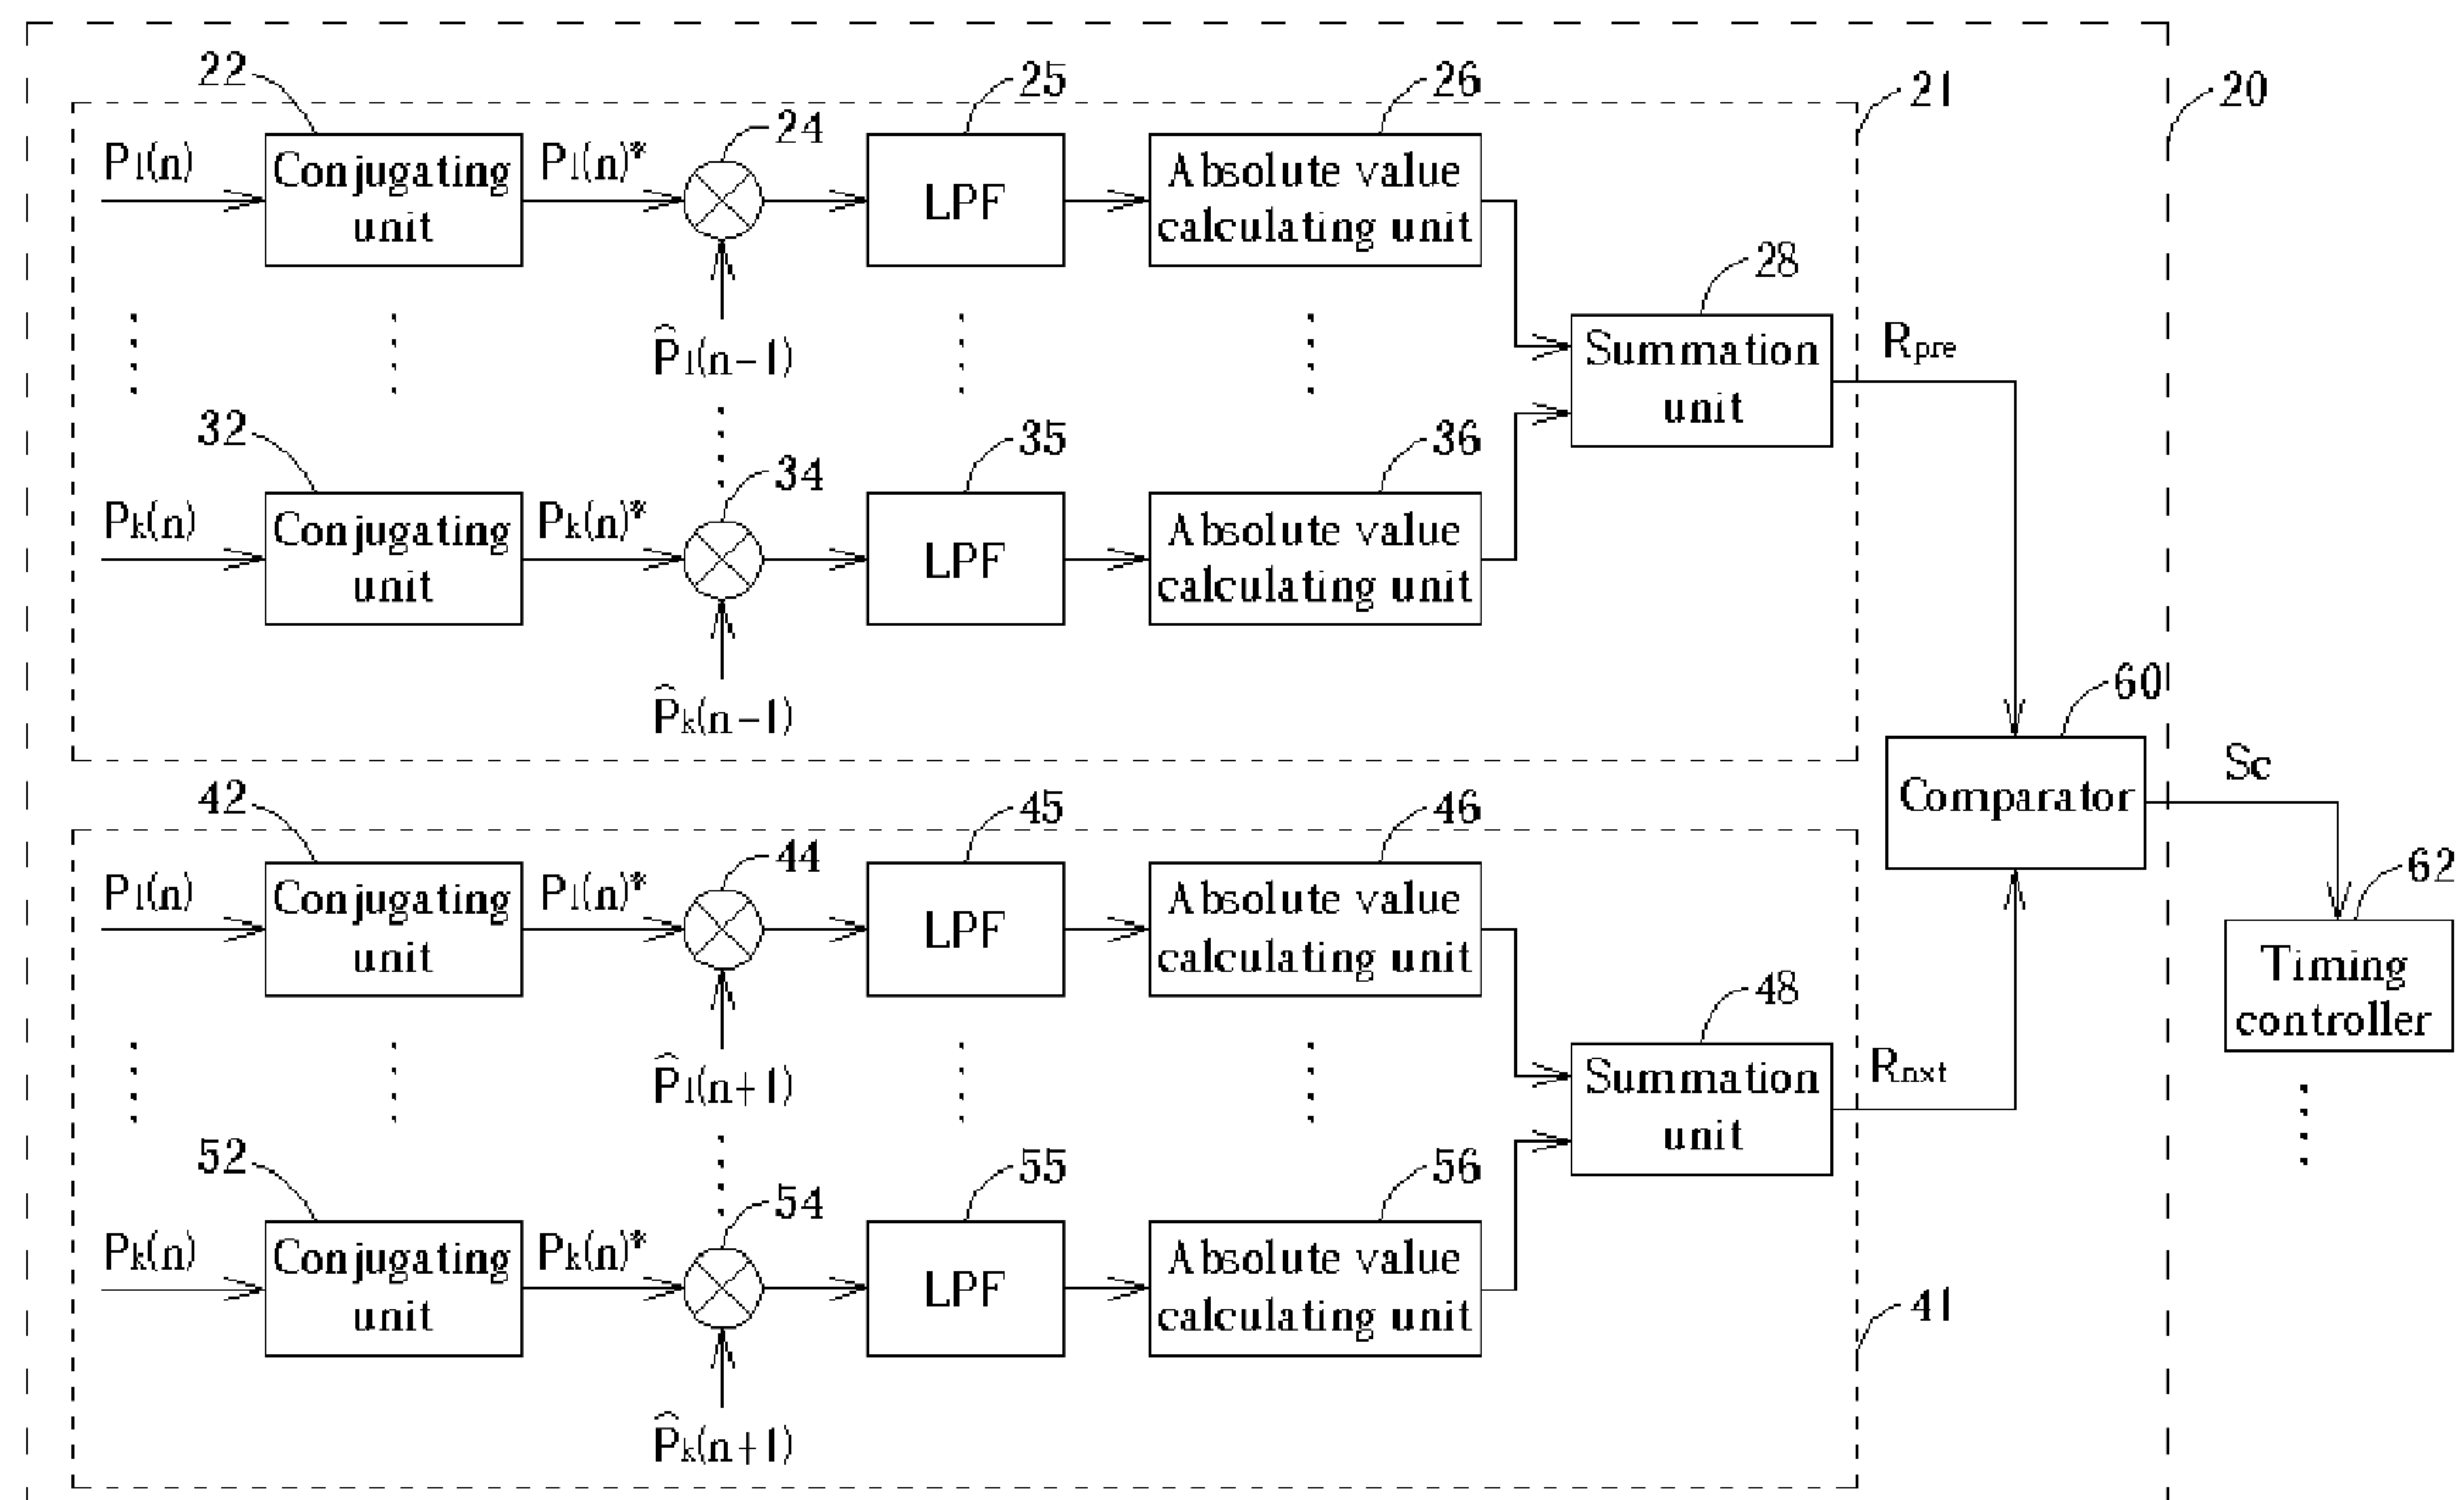 22 25 26 21 20
P1(n) Conjugating unit P1(n)* 24 LPF Absolute value calculating unit
P̂1(n-1)
28
Summation unit
Rpre
32 34 35 36
Pk(n) Conjugating unit Pk(n)* LPF Absolute value calculating unit
P̂k(n-1)
60
Comparator
Sc
62
Timing controller
42 44 45 46
P1(n) Conjugating unit P1(n)* LPF Absolute value calculating unit
P̂1(n+1)
48
Summation unit
Rnxt
52 54 55 56
Pk(n) Conjugating unit Pk(n)* LPF Absolute value calculating unit
P̂k(n+1)
41